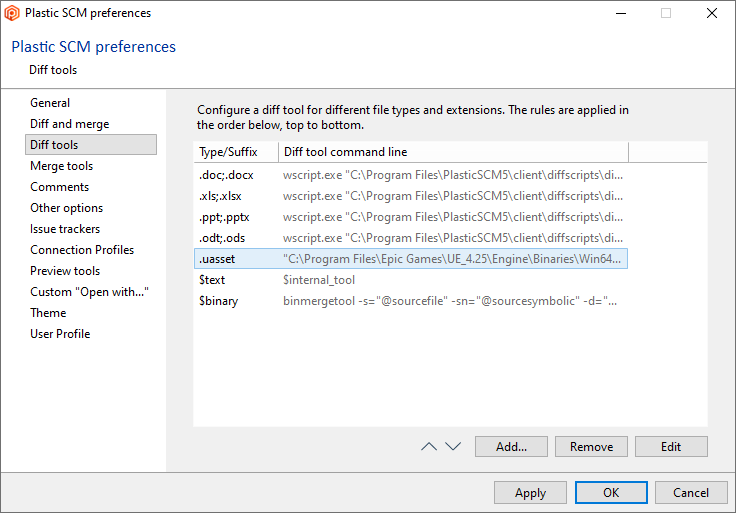 Plastic SCM preferences
Plastic SCM preferences
Diff tools
General
Diff and merge
Diff tools
Merge tools
Comments
Other options
Issue trackers
Connection Profiles
Preview tools
Custom "Open with..."
Theme
User Profile
Configure a diff tool for different file types and extensions. The rules are applied in
the order below, top to bottom.
Type/Suffix Diff tool command line
.doc;.docx wscript.exe "C:\Program Files\PlasticSCM5\client\diffscripts\di...
.xls;.xlsx wscript.exe "C:\Program Files\PlasticSCM5\client\diffscripts\di...
.ppt;.pptx wscript.exe "C:\Program Files\PlasticSCM5\client\diffscripts\di...
.odt;.ods wscript.exe "C:\Program Files\PlasticSCM5\client\diffscripts\di...
.uasset "C:\Program Files\Epic Games\UE_4.25\Engine\Binaries\Win64...
$text $internal_tool
$binary binmergetool -s="@sourcefile" -sn="@sourcesymbolic" -d="...
Add... Remove Edit
Apply OK Cancel